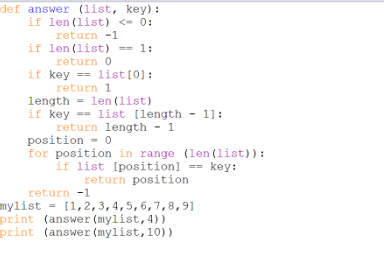 def answer (list, key):
    if len(list) <= 0:
        return -1
    if len(list) == 1:
        return 0
    if key == list[0]:
        return 1
    length = len(list)
    if key == list [length - 1]:
        return length - 1
    position = 0
    for position in range (len(list)):
        if list [position] == key:
            return position
    return -1
mylist = [1,2,3,4,5,6,7,8,9]
print (answer(mylist,4))
print (answer(mylist,10))